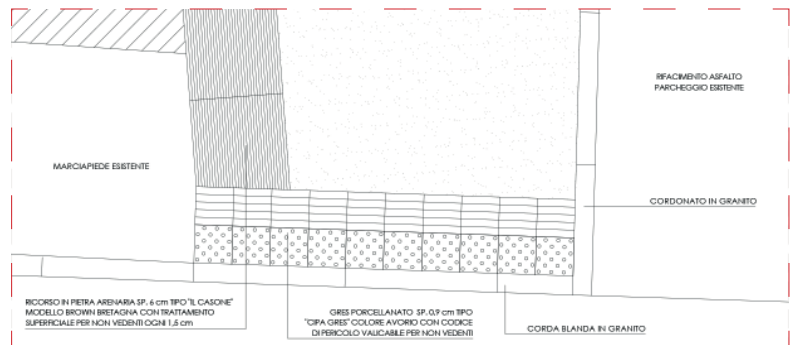 RIFACIMENTO ASFALTO
PARCHEGGIO ESISTENTE
MARCIAPIEDE ESISTENTE
CORDONATO IN GRANITO
RICORSO IN PIETRA ARENARIA SP. 6 cm TIPO "IL CASONE"
MODELLO BROWN BRETAGNA CON TRATTAMENTO
SUPERFICIALE PER NON VEDENTI OGNI 1,5 cm
GRES PORCELLANATO SP. 0,9 cm TIPO
"CIPA GRES" COLORE AVORIO CON CODICE
DI PERICOLO VALICABILE PER NON VEDENTI
CORDA BLANDA IN GRANITO